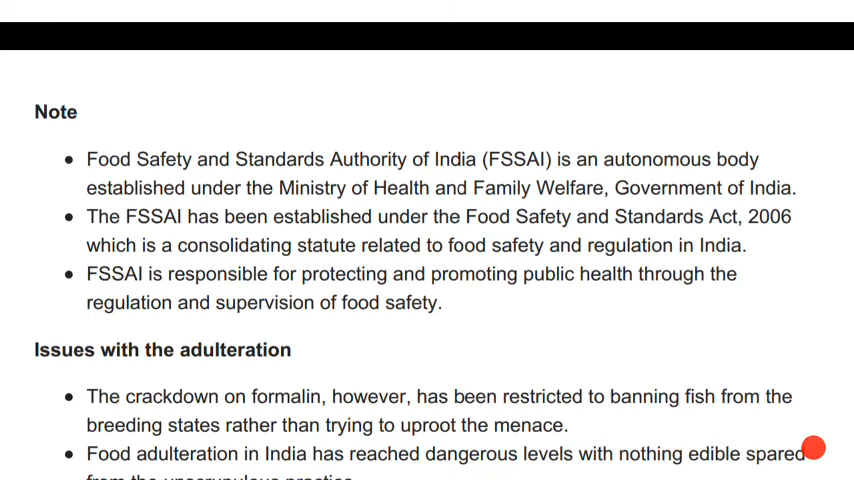 Note
● Food Safety and Standards Authority of India (FSSAI) is an autonomous body
established under the Ministry of Health and Family Welfare, Government of India.
● The FSSAI has been established under the Food Safety and Standards Act, 2006
which is a consolidating statute related to food safety and regulation in India.
● FSSAI is responsible for protecting and promoting public health through the
regulation and supervision of food safety.
Issues with the adulteration
● The crackdown on formalin, however, has been restricted to banning fish from the
breeding states rather than trying to uproot the menace.
● Food adulteration in India has reached dangerous levels with nothing edible spared
from the unscrupulous practice.